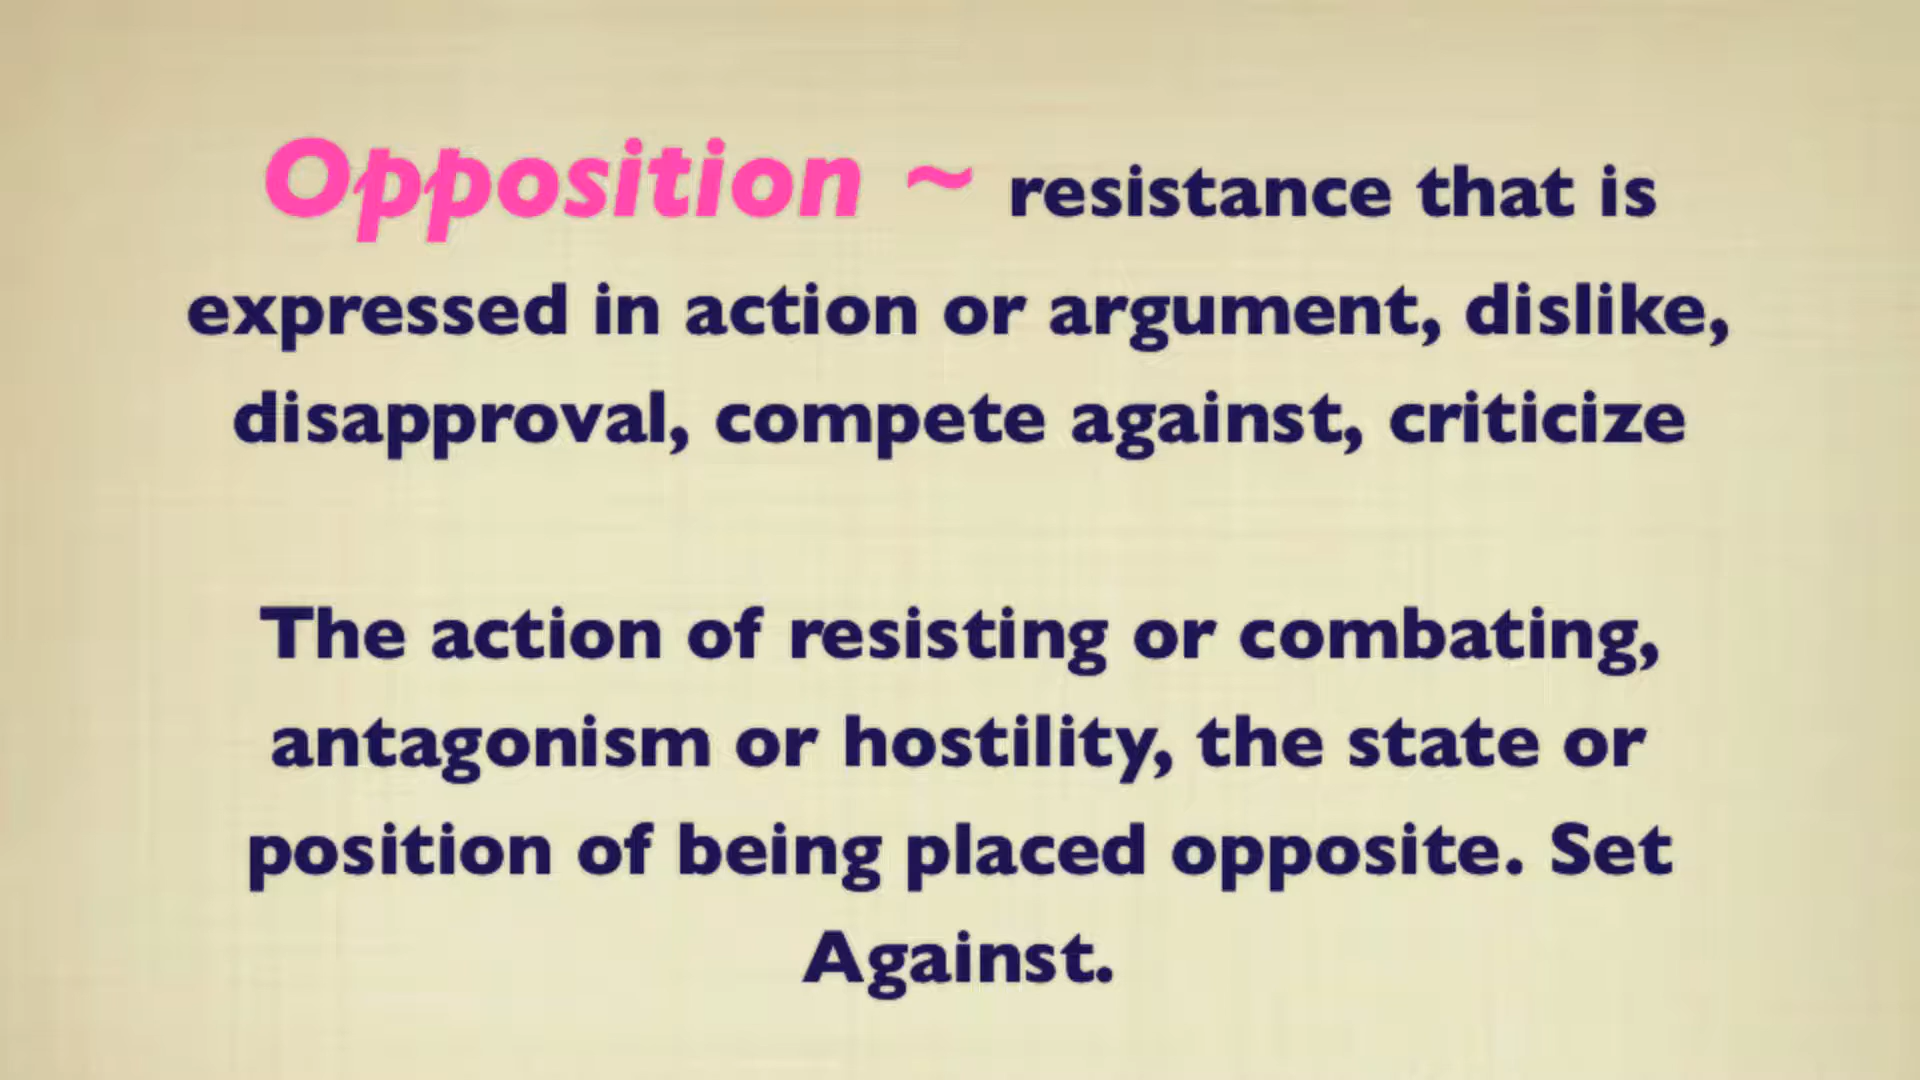 Opposition ~ resistance that is
expressed in action or argument, dislike,
disapproval, compete against, criticize
The action of resisting or combating,
antagonism or hostility, the state or
position of being placed opposite. Set
Against.